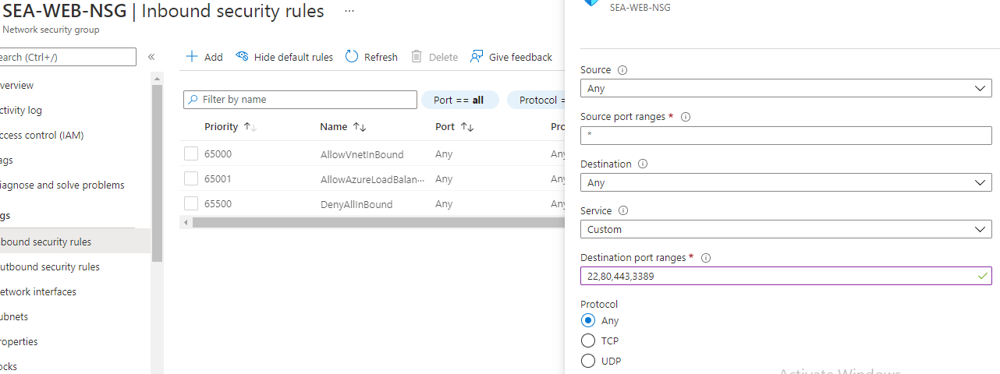 SEA-WEB-NSG | Inbound security rules ...
Network security group
earch (Ctrl+/)
«
verview
ctivity log
ccess control (IAM)
ags
iagnose and solve problems
gs
bound security rules
utbound security rules
etwork interfaces
ubnets
roperties
ocks
+ Add Hide default rules Refresh Delete Give feedback
Filter by name Port == all Protocol =
Priority ↑↓ Name ↑↓ Port ↑↓ Pro
65000 AllowVnetInBound Any Any
65001 AllowAzureLoadBalan... Any Any
65500 DenyAllInBound Any Any
SEA-WEB-NSG
Source
Any
Source port ranges *
*
Destination
Any
Service
Custom
Destination port ranges *
22,80,443,3389
Protocol
Any
TCP
UDP
Activate Windows